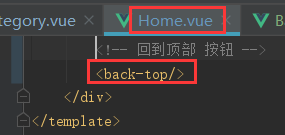 tegory.vue Home.vue B
<!-- 回到顶部 按钮 -->
<back-top/>
</div>
</template>